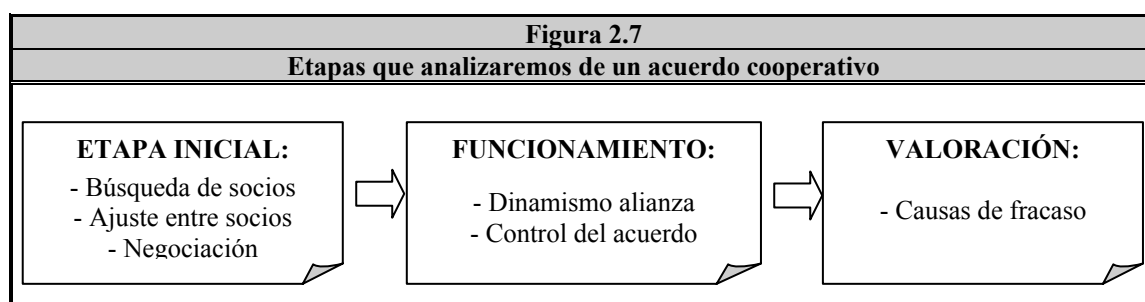 Figura 2.7
Etapas que analizaremos de un acuerdo cooperativo
ETAPA INICIAL:
- Búsqueda de socios
- Ajuste entre socios
- Negociación
FUNCIONAMIENTO:
- Dinamismo alianza
- Control del acuerdo
VALORACIÓN:
- Causas de fracaso